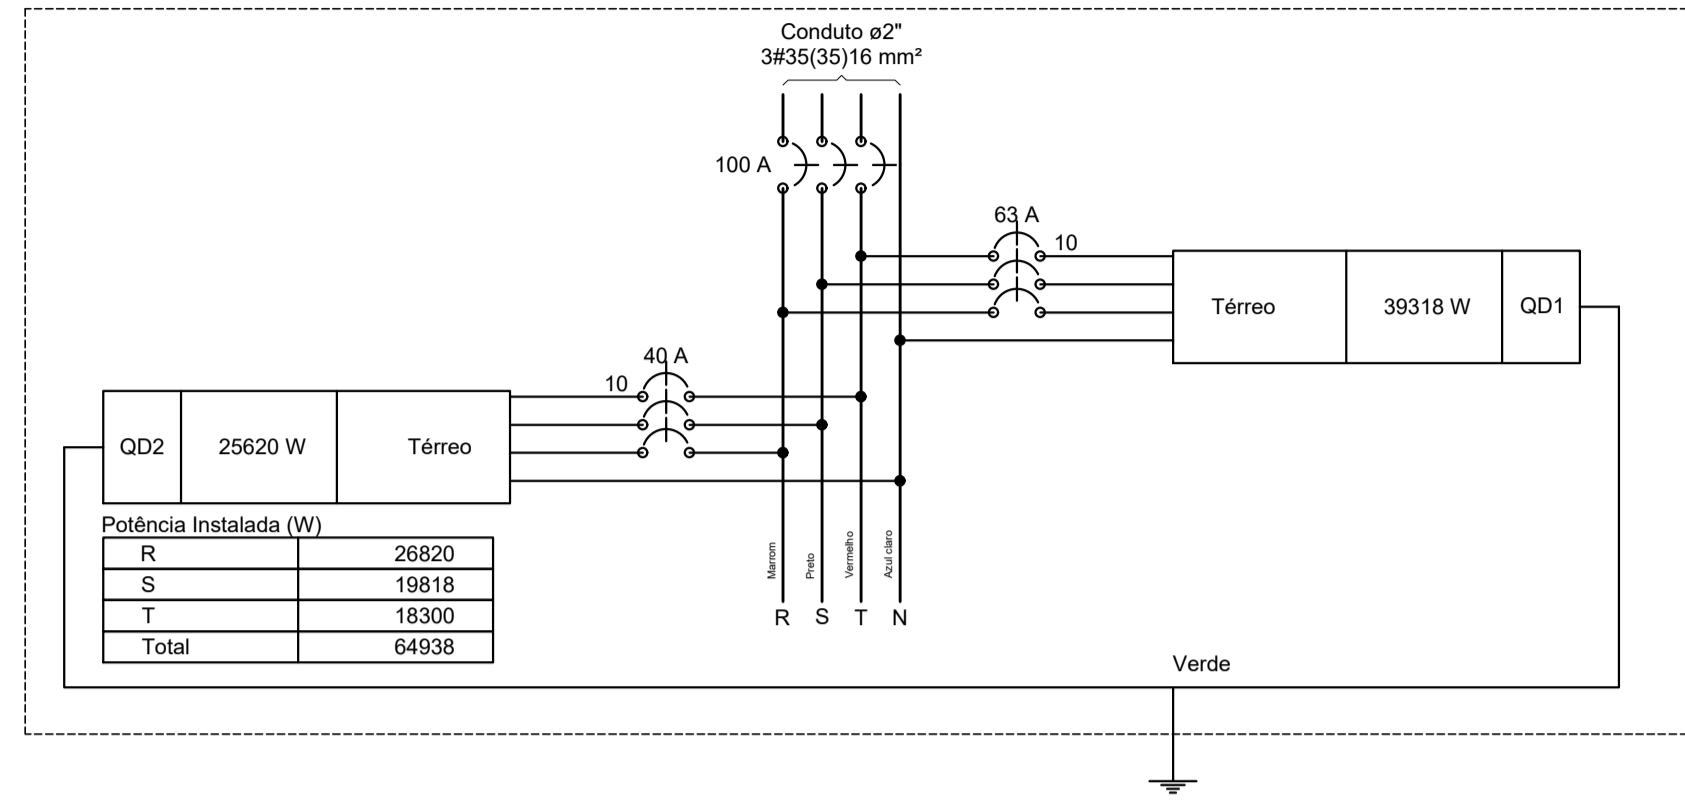 Conduto ø2"
3#35(35)16 mm²
100 A
63 A
10
Térreo
39318 W
QD1
40 A
10
QD2
25620 W
Térreo
Potência Instalada (W)
R 26820
S 19818
T 18300
Total 64938
Marrom
Preto
Vermelho
Azul claro
R S T N
Verde